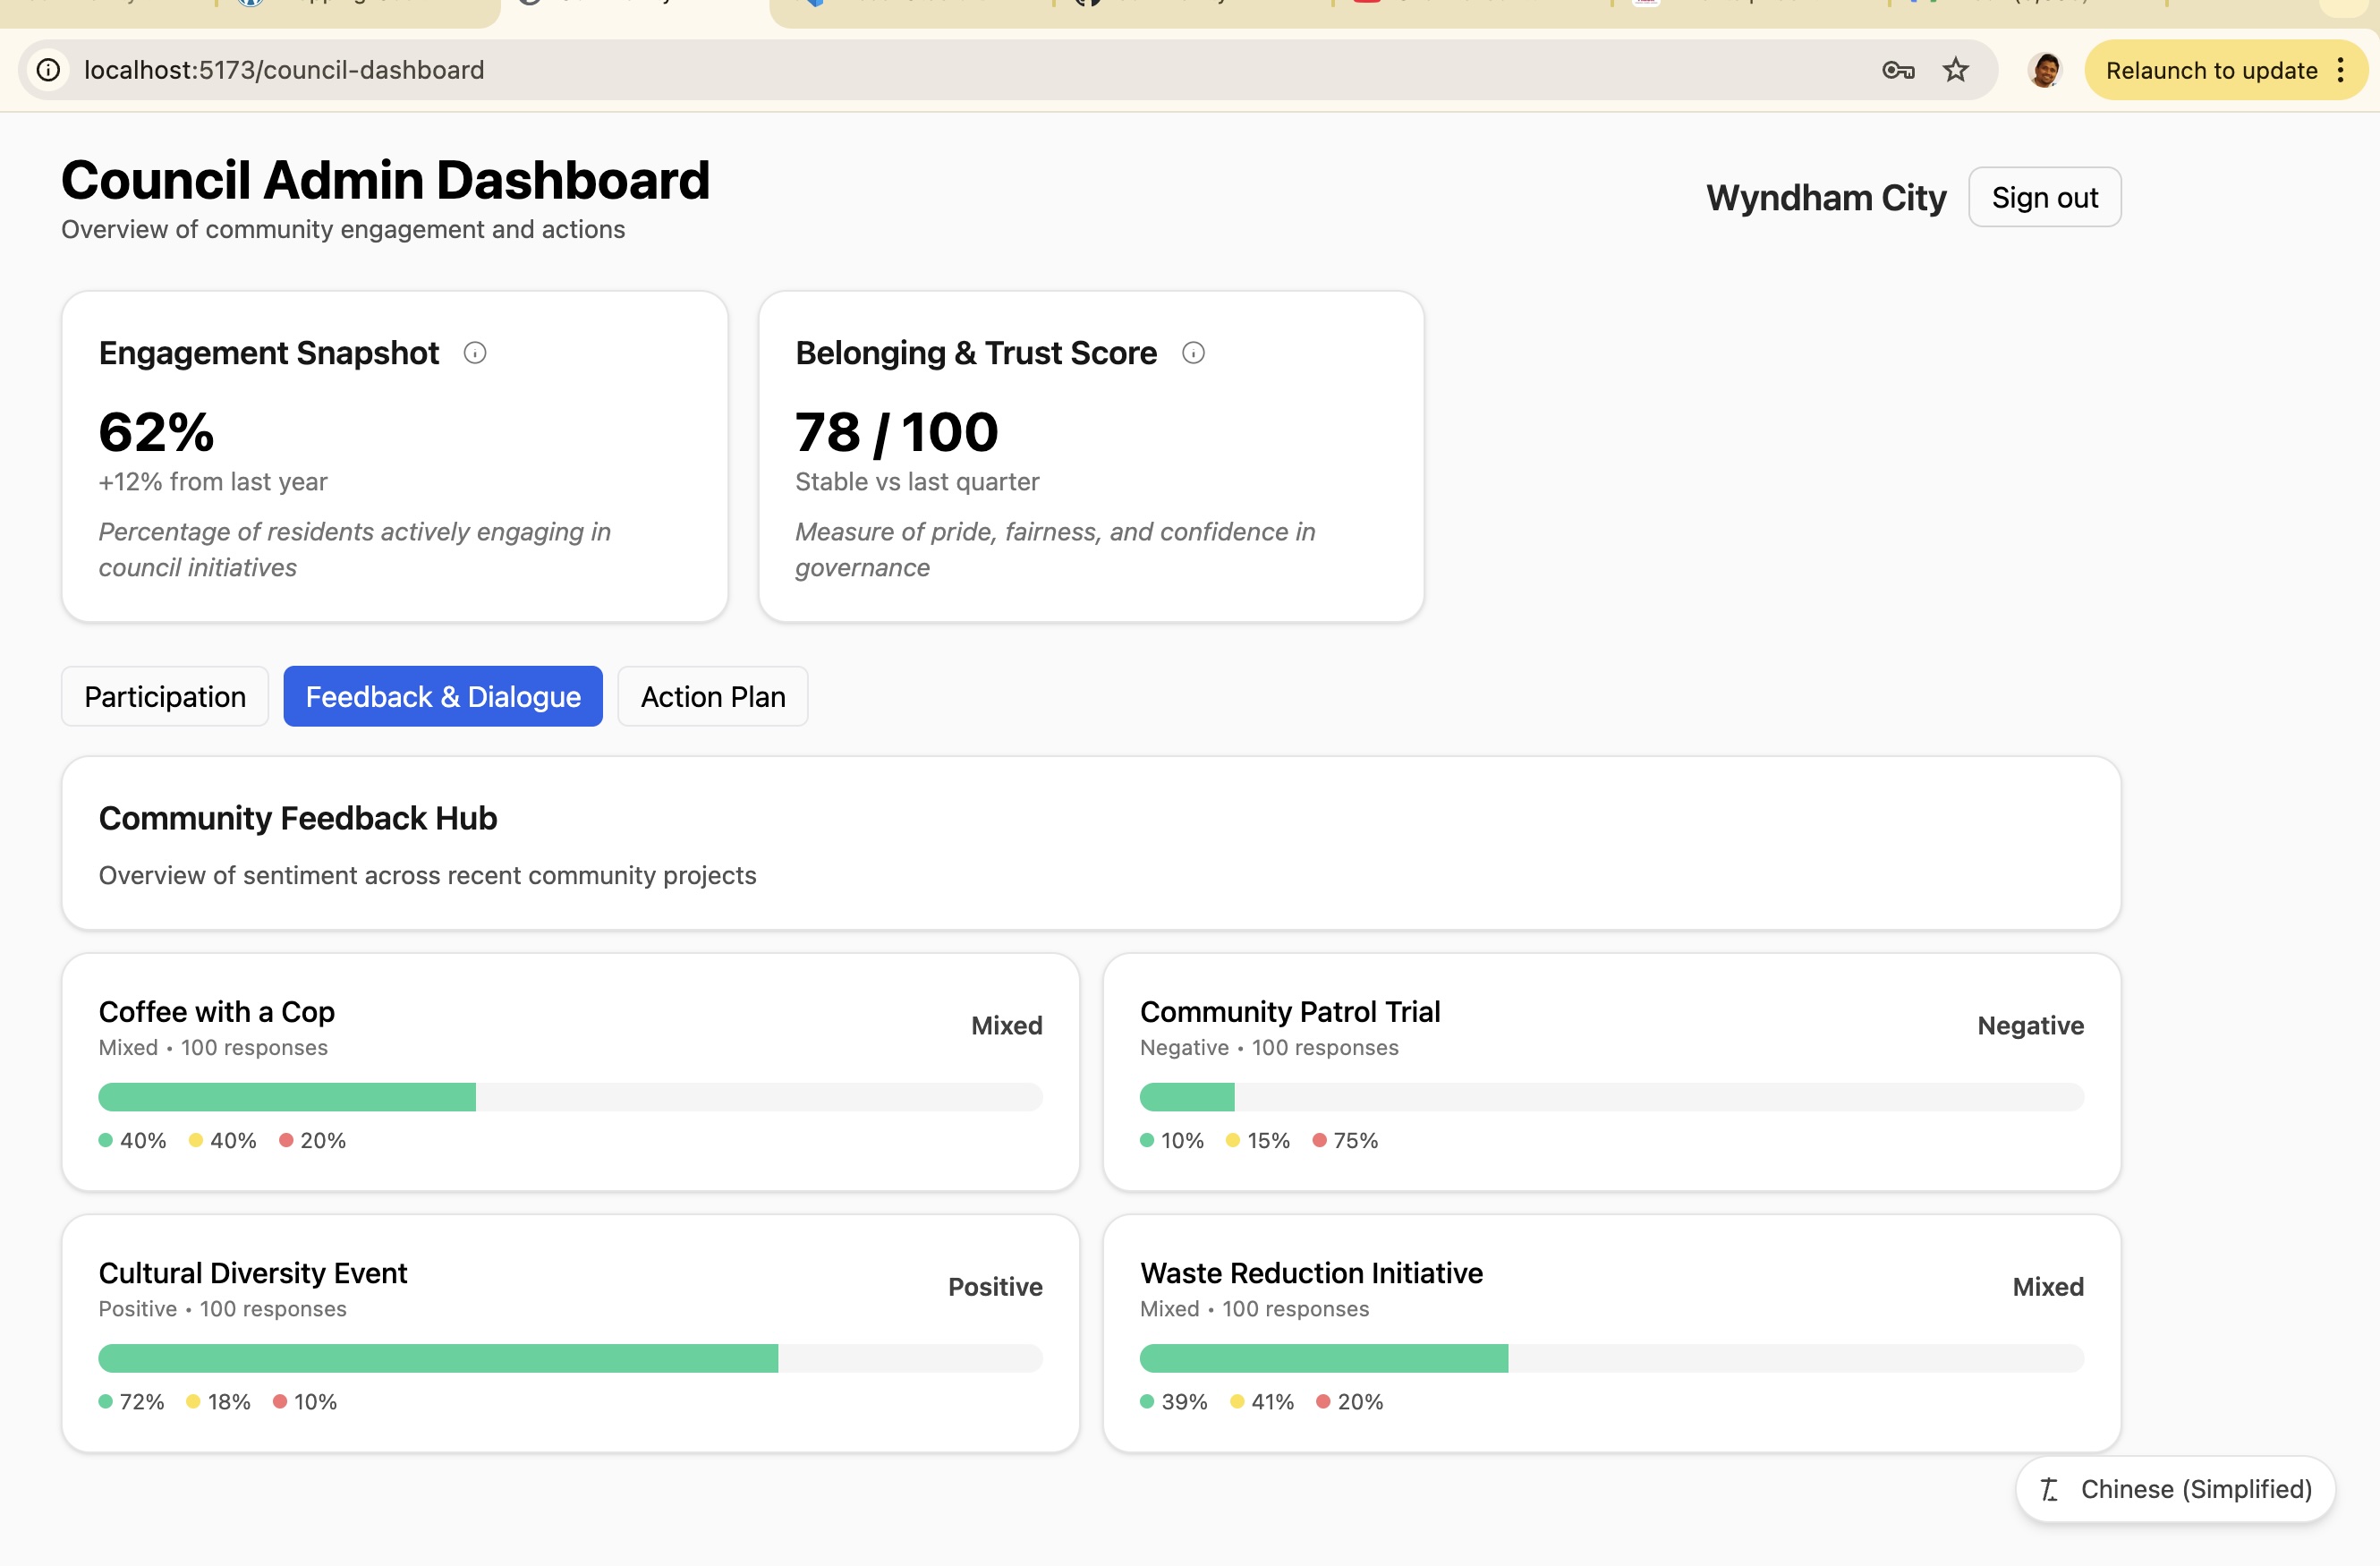 localhost:5173/council-dashboard
Relaunch to update
Council Admin Dashboard
Overview of community engagement and actions
Wyndham City
Sign out
Engagement Snapshot
62%
+12% from last year
Percentage of residents actively engaging in
council initiatives
Belonging & Trust Score
78 / 100
Stable vs last quarter
Measure of pride, fairness, and confidence in
governance
Participation
Feedback & Dialogue
Action Plan
Community Feedback Hub
Overview of sentiment across recent community projects
Coffee with a Cop
Mixed • 100 responses
Mixed
40% 40% 20%
Community Patrol Trial
Negative • 100 responses
Negative
10% 15% 75%
Cultural Diversity Event
Positive • 100 responses
Positive
72% 18% 10%
Waste Reduction Initiative
Mixed • 100 responses
Mixed
39% 41% 20%
Chinese (Simplified)